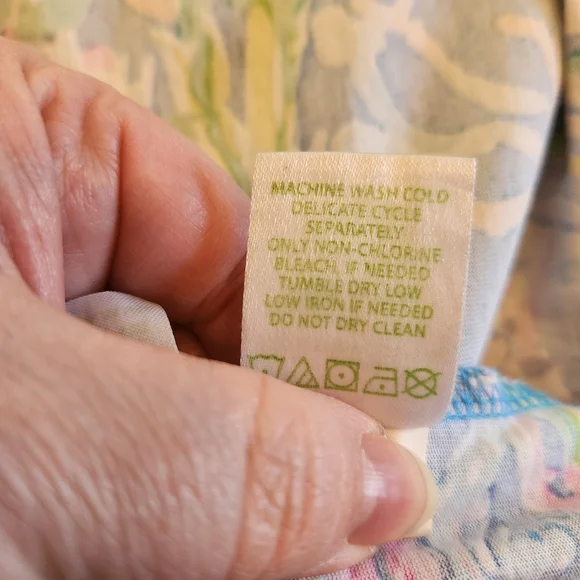 MACHINE WASH COLD
DELICATE CYCLE
SEPARATELY
ONLY NON-CHLORINE
BLEACH, IF NEEDED
TUMBLE DRY LOW
LOW IRON IF NEEDED
DO NOT DRY CLEAN